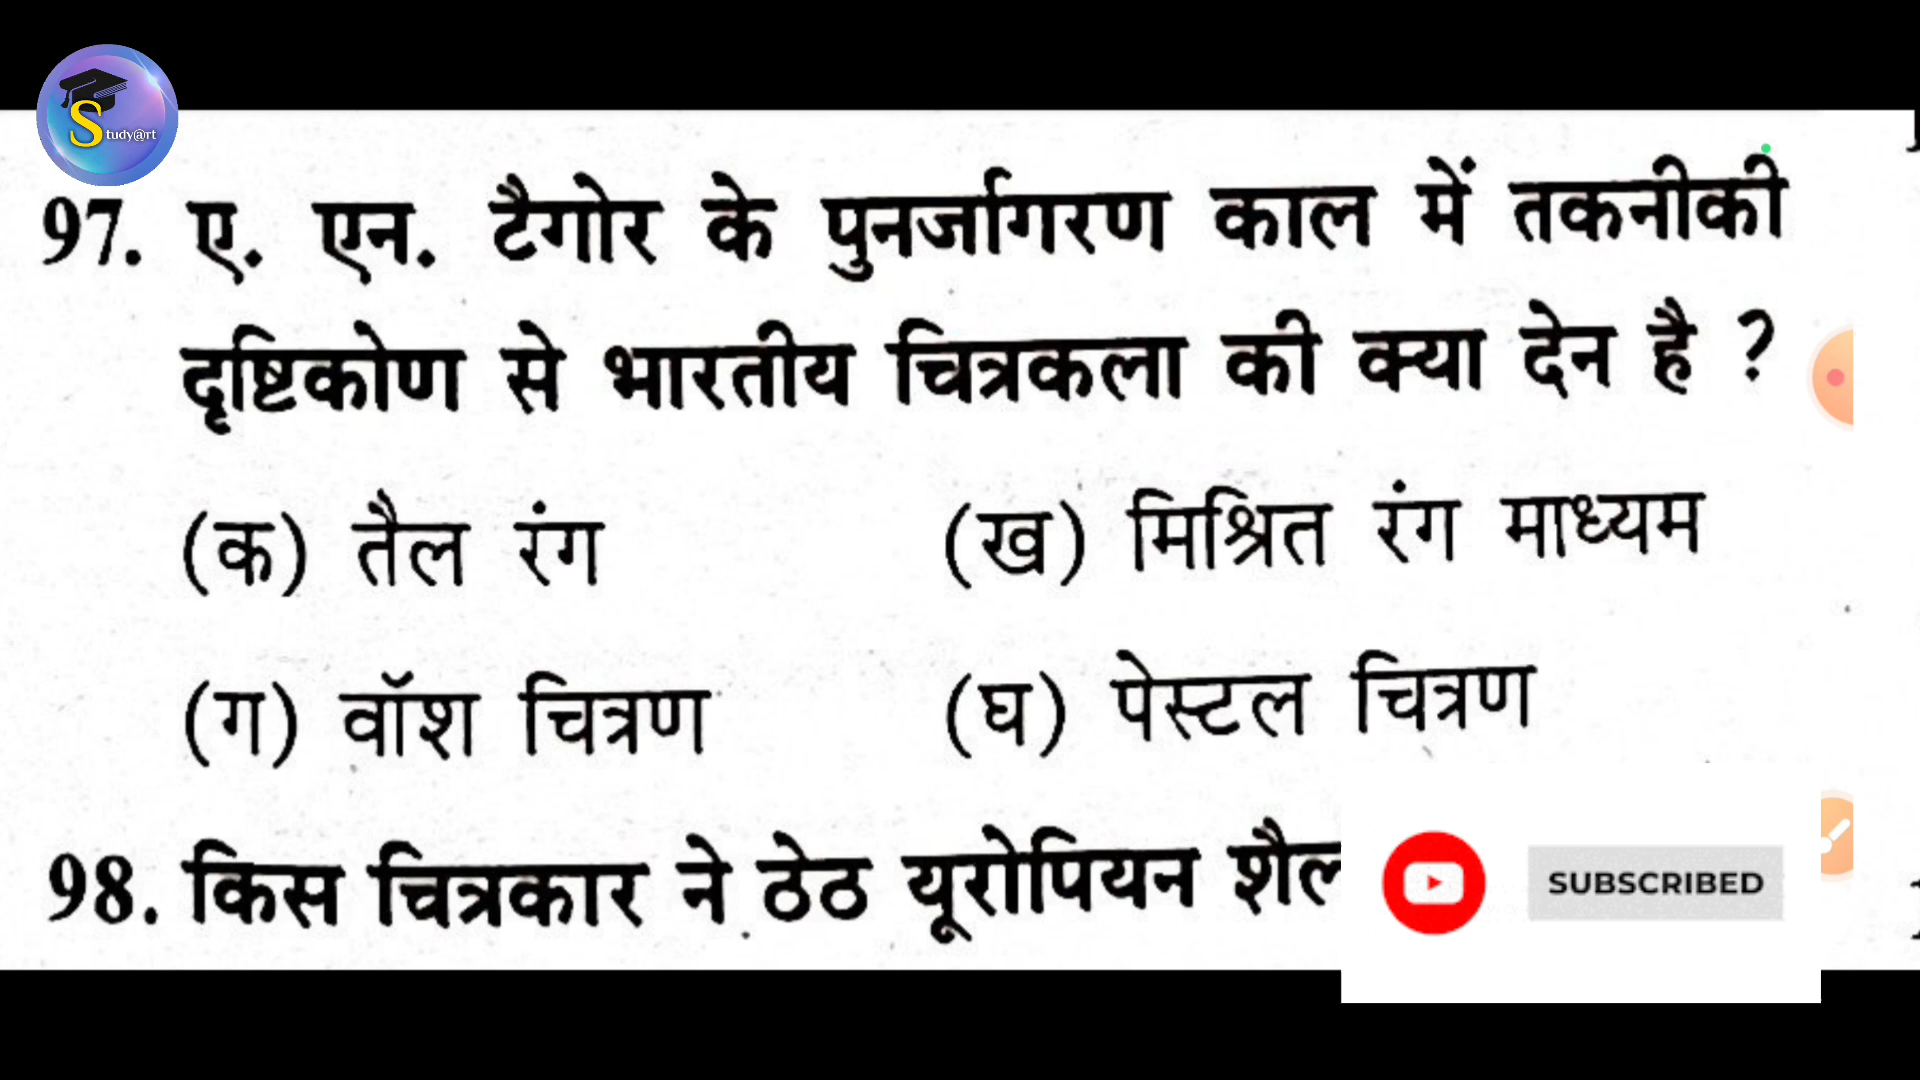 Study@rt
97. ए. एन. टैगोर के पुनर्जागरण काल में तकनीकी
दृष्टिकोण से भारतीय चित्रकला की क्या देन है ?
(क) तैल रंग (ख) मिश्रित रंग माध्यम
(ग) वॉश चित्रण (घ) पेस्टल चित्रण
98. किस चित्रकार ने ठेठ यूरोपियन
SUBSCRIBED